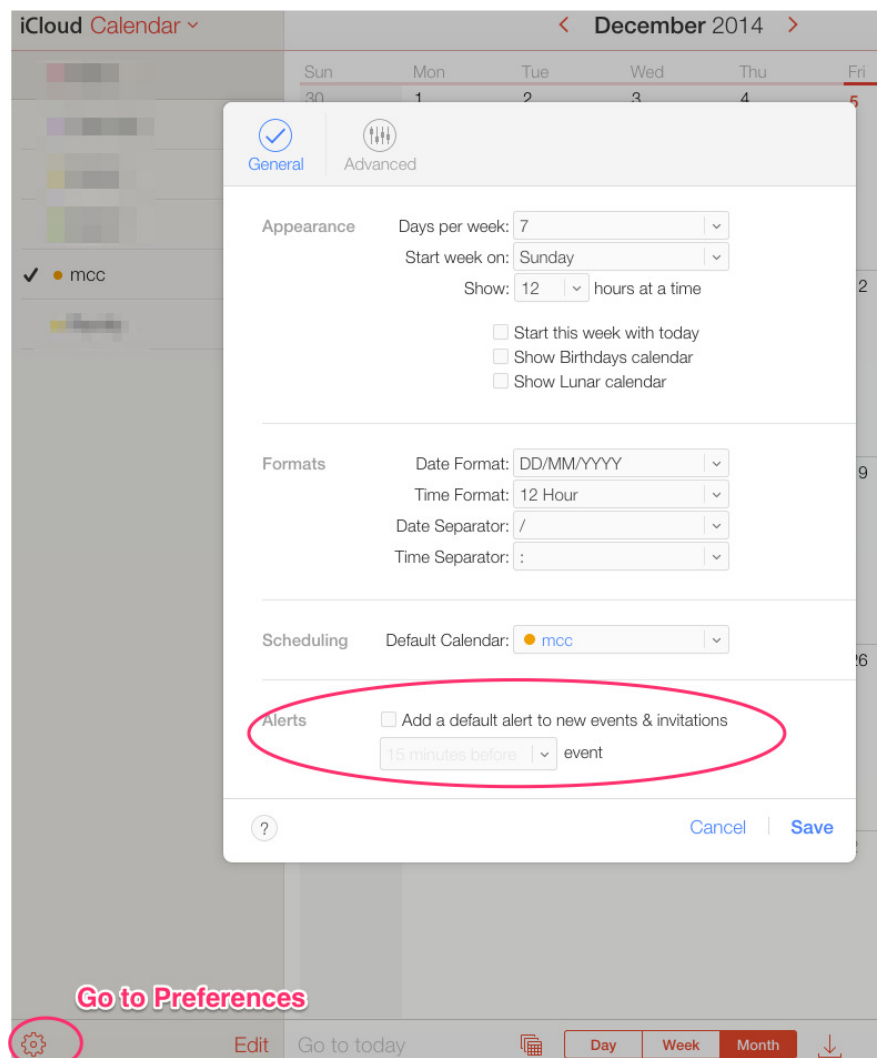 iCloud Calendar
December 2014
Sun Mon Tue Wed Thu Fri
30 1 2 3 4 5
General Advanced
Appearance Days per week: 7
Start week on: Sunday
Show: 12 hours at a time
2
Start this week with today
Show Birthdays calendar
Show Lunar calendar
mcc
Formats Date Format: DD/MM/YYYY
9
Time Format: 12 Hour
Date Separator: /
Time Separator: :
Scheduling Default Calendar: mcc
26
Alerts Add a default alert to new events & invitations
15 minutes before event
?
Cancel Save
Go to Preferences
Edit Go to today Day Week Month